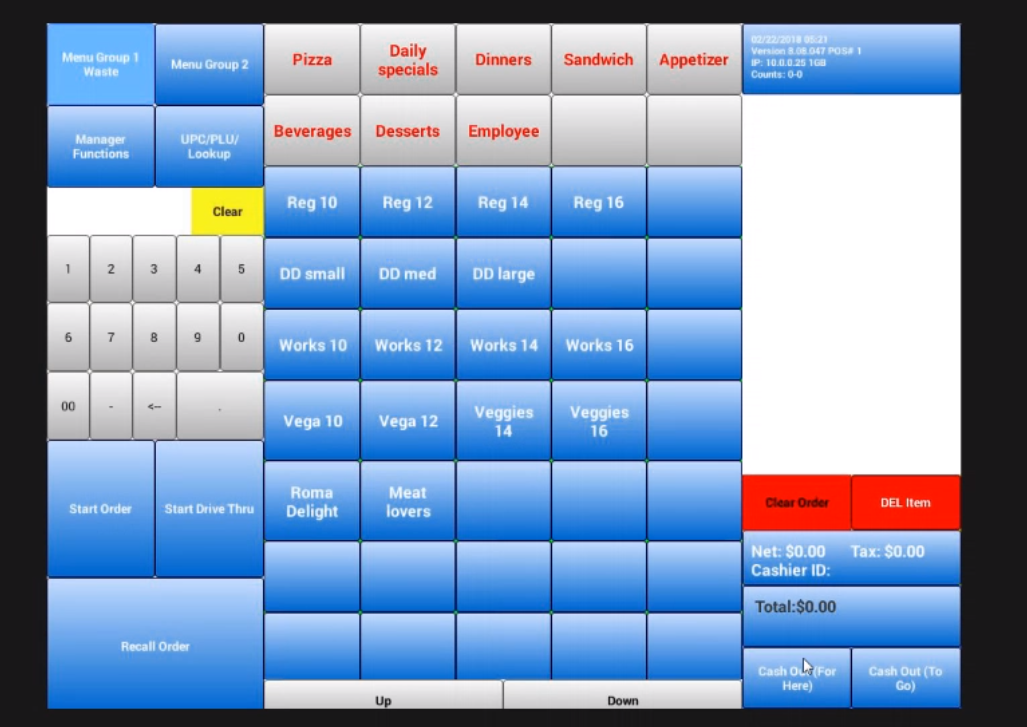 Menu Group 1
Waste
Menu Group 2
Manager
Functions
UPC/PLU/
Lookup
Clear
1 2 3 4 5
6 7 8 9 0
00 - <-- .
Start Order
Start Drive Thru
Recall Order
Pizza
Daily
specials
Dinners
Sandwich
Appetizer
Beverages
Desserts
Employee
Reg 10
Reg 12
Reg 14
Reg 16
DD small
DD med
DD large
Works 10
Works 12
Works 14
Works 16
Vega 10
Vega 12
Veggies
14
Veggies
16
Roma
Delight
Meat
lovers
Up
Down
02/22/2018 05:21
Version 8.08.047 POS# 1
IP: 10.0.0.25 1GB
Counts: 0-0
Clear Order
DEL Item
Net: $0.00 Tax: $0.00
Cashier ID:
Total:$0.00
Cash Out (For
Here)
Cash Out (To
Go)